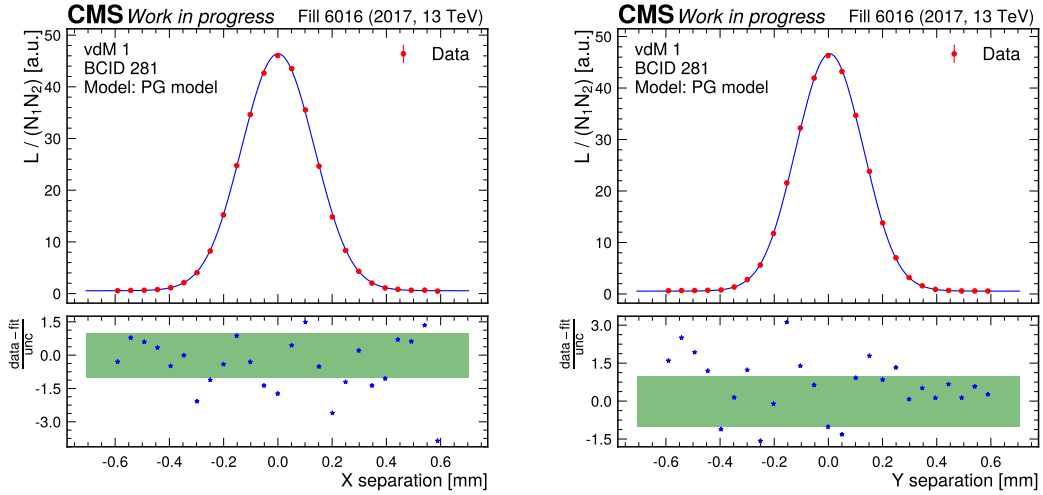 CMS Work in progress Fill 6016 (2017, 13 TeV)
vdM 1
BCID 281
Model: PG model
Data
L / (N₁N₂) [a.u.]
50
40
30
20
10
0
data − fit
unc
1.5
0.0
-1.5
-3.0
-0.6 -0.4 -0.2 0.0 0.2 0.4 0.6
X separation [mm]
CMS Work in progress Fill 6016 (2017, 13 TeV)
vdM 1
BCID 281
Model: PG model
Data
L / (N₁N₂) [a.u.]
50
40
30
20
10
0
data − fit
unc
3.0
1.5
0.0
-1.5
-0.6 -0.4 -0.2 0.0 0.2 0.4 0.6
Y separation [mm]